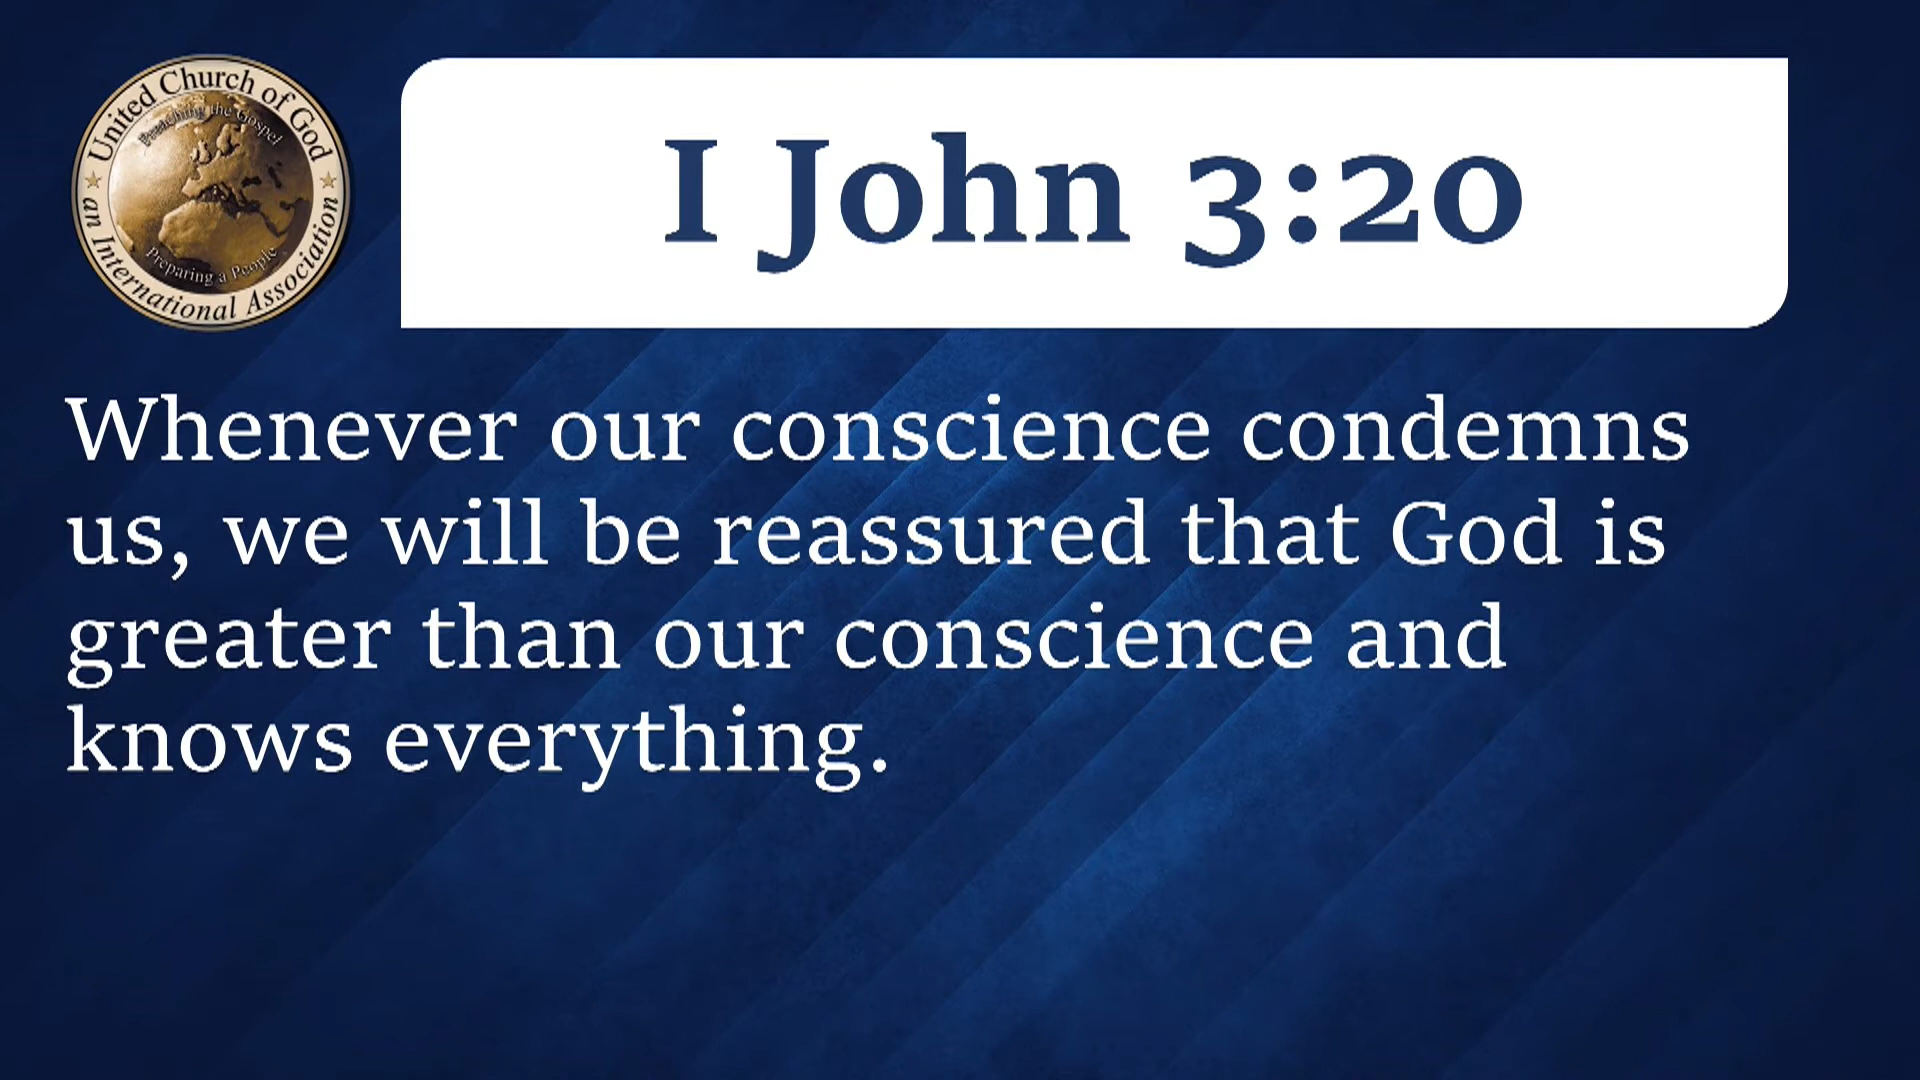 United Church of God
Preaching the Gospel
Preparing a People
an International Association
I John 3:20
Whenever our conscience condemns
us, we will be reassured that God is
greater than our conscience and
knows everything.